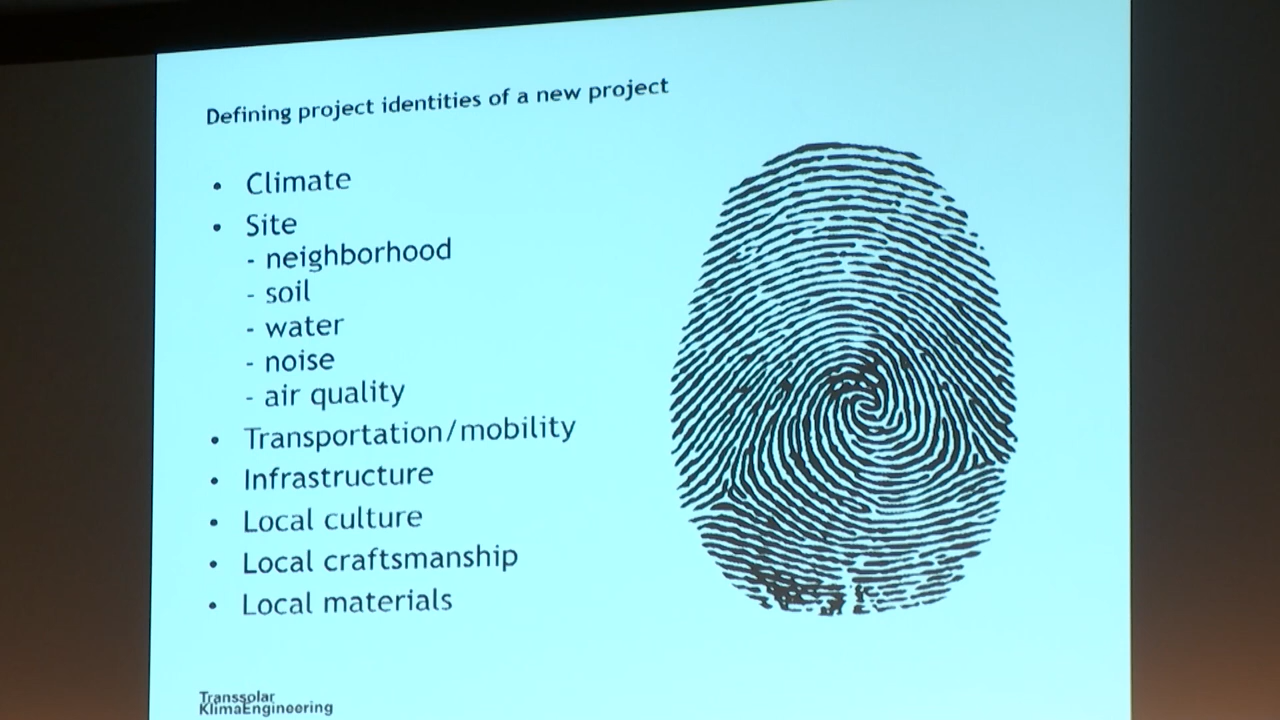 Defining project identities of a new project
• Climate
• Site
- neighborhood
- soil
- water
- noise
- air quality
• Transportation/mobility
• Infrastructure
• Local culture
• Local craftsmanship
• Local materials
Transsolar
KlimaEngineering